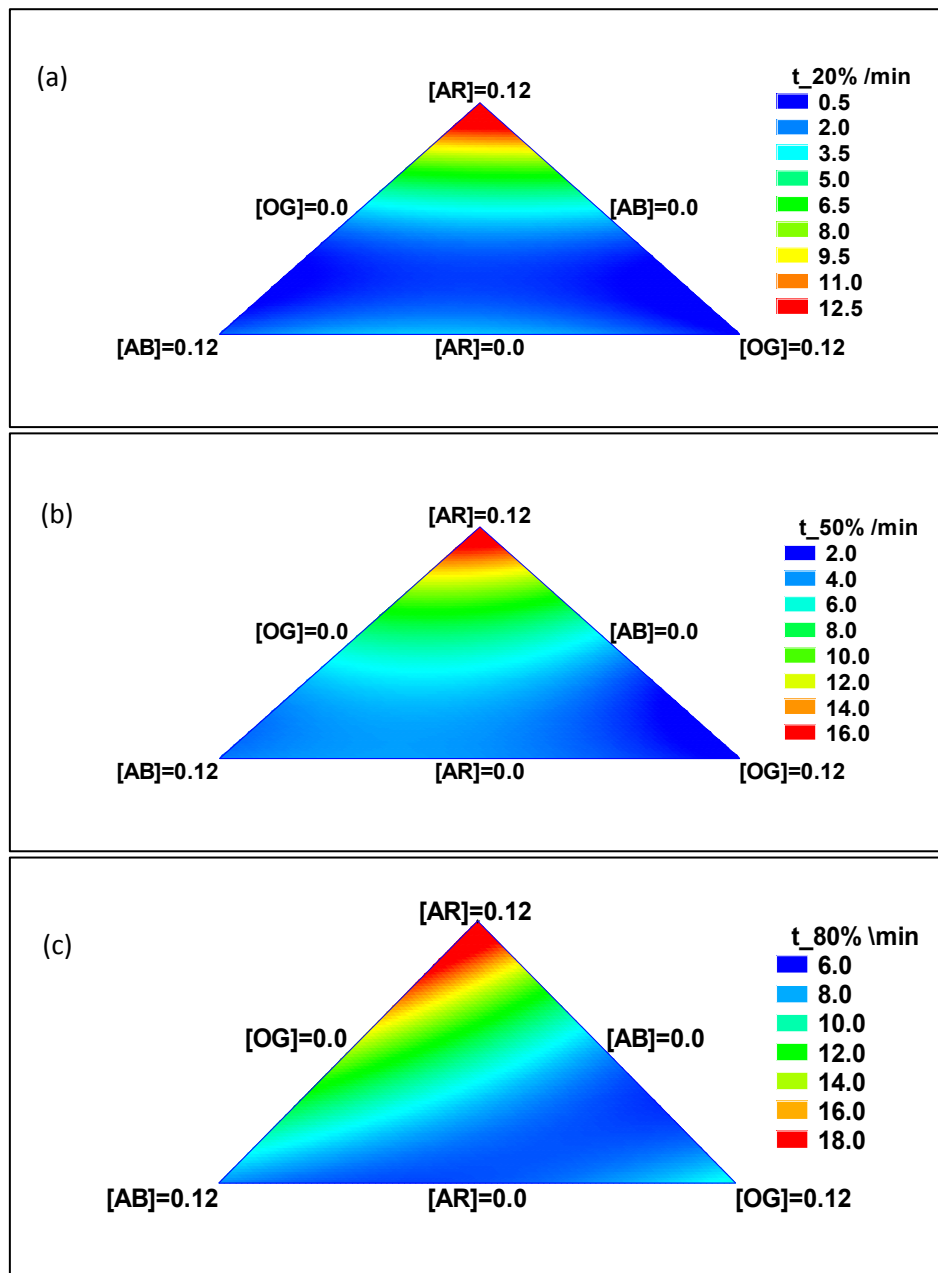 (a)
[AR]=0.12
[OG]=0.0
[AB]=0.0
[AB]=0.12
[AR]=0.0
[OG]=0.12
t_20% /min
0.5
2.0
3.5
5.0
6.5
8.0
9.5
11.0
12.5
(b)
[AR]=0.12
[OG]=0.0
[AB]=0.0
[AB]=0.12
[AR]=0.0
[OG]=0.12
t_50% /min
2.0
4.0
6.0
8.0
10.0
12.0
14.0
16.0
(c)
[AR]=0.12
[OG]=0.0
[AB]=0.0
[AB]=0.12
[AR]=0.0
[OG]=0.12
t_80% \min
6.0
8.0
10.0
12.0
14.0
16.0
18.0